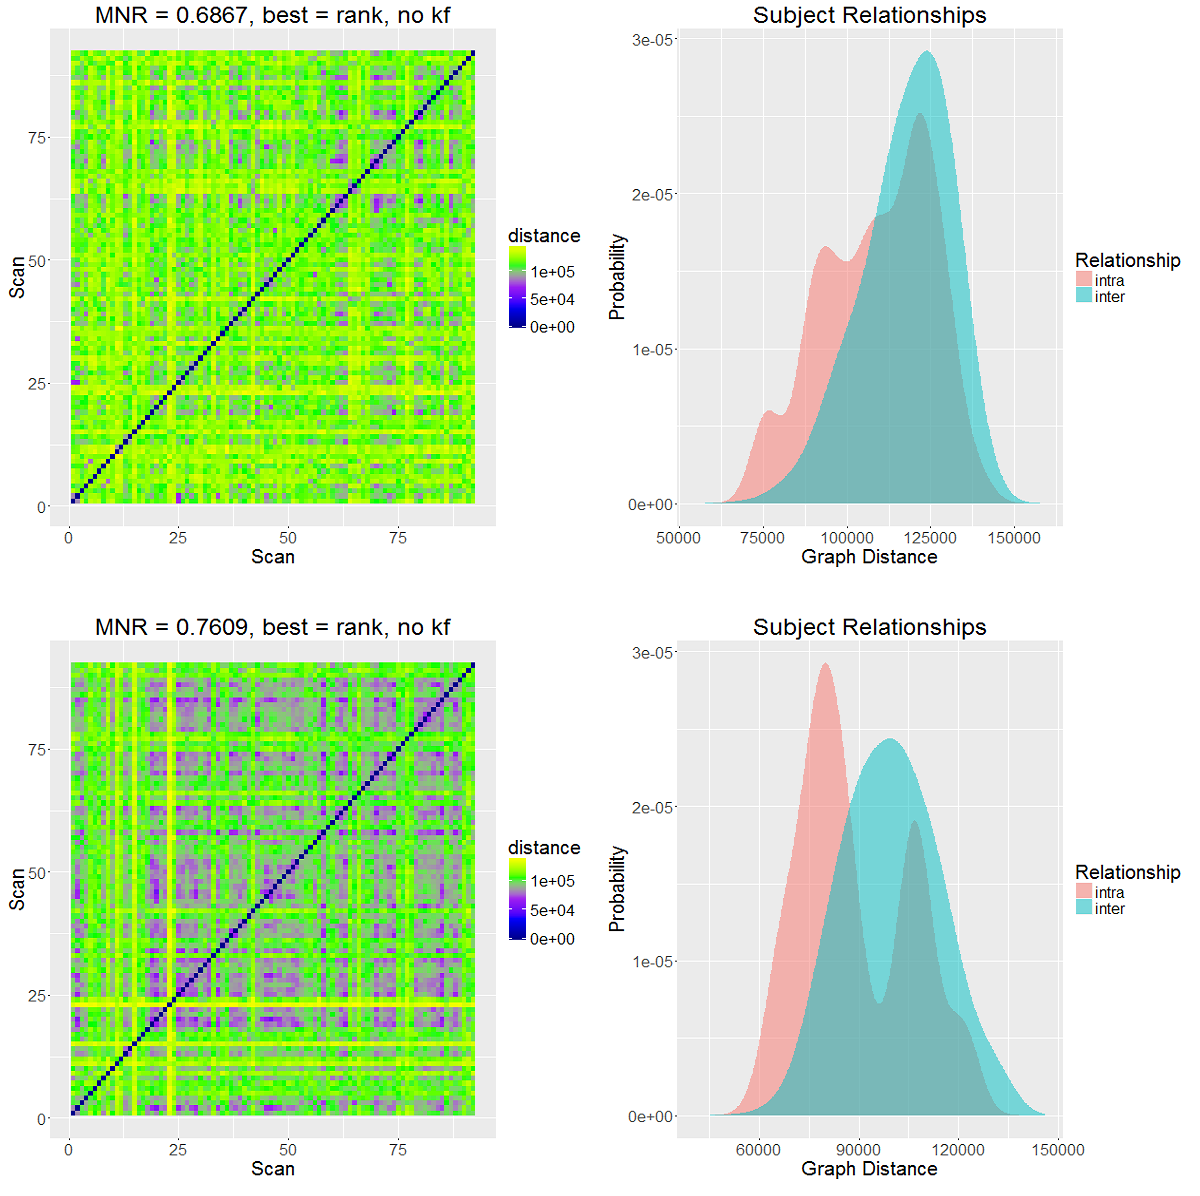 MNR = 0.6867, best = rank, no kf
Scan
75
50
25
0
0 25 50 75
Scan
distance
1e+05
5e+04
0e+00
Subject Relationships
Probability
3e-05
2e-05
1e-05
0e+00
50000 75000 100000 125000 150000
Graph Distance
Relationship
intra
inter
MNR = 0.7609, best = rank, no kf
Scan
75
50
25
0
0 25 50 75
Scan
distance
1e+05
5e+04
0e+00
Subject Relationships
Probability
3e-05
2e-05
1e-05
0e+00
60000 90000 120000 150000
Graph Distance
Relationship
intra
inter